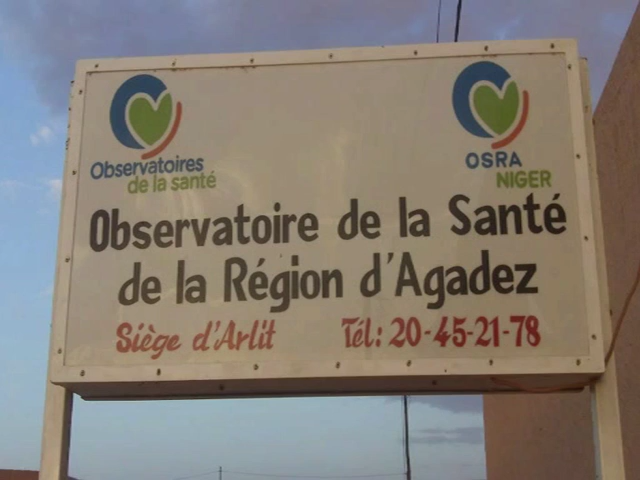 Observatoires
de la santé
OSRA
NIGER
Observatoire de la Santé
de la Région d'Agadez
Siège d'Arlit Tél: 20-45-21-78